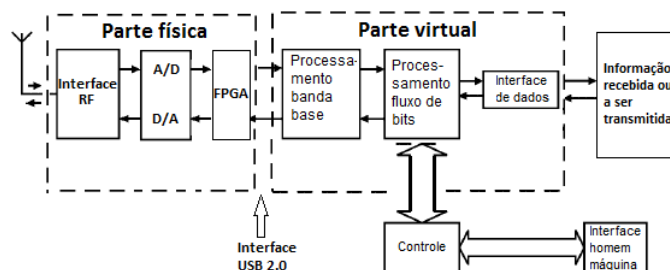 Parte física
Parte virtual
Interface
RF
A/D
D/A
FPGA
Processa-
mento
banda
base
Proces-
samento
fluxo de
bits
Interface
de dados
Informação
recebida ou
a ser
transmitida
Interface
USB 2.0
Controle
Interface
homem
máquina